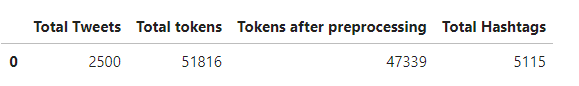 Total Tweets Total tokens Tokens after preprocessing Total Hashtags
0 2500 51816 47339 5115